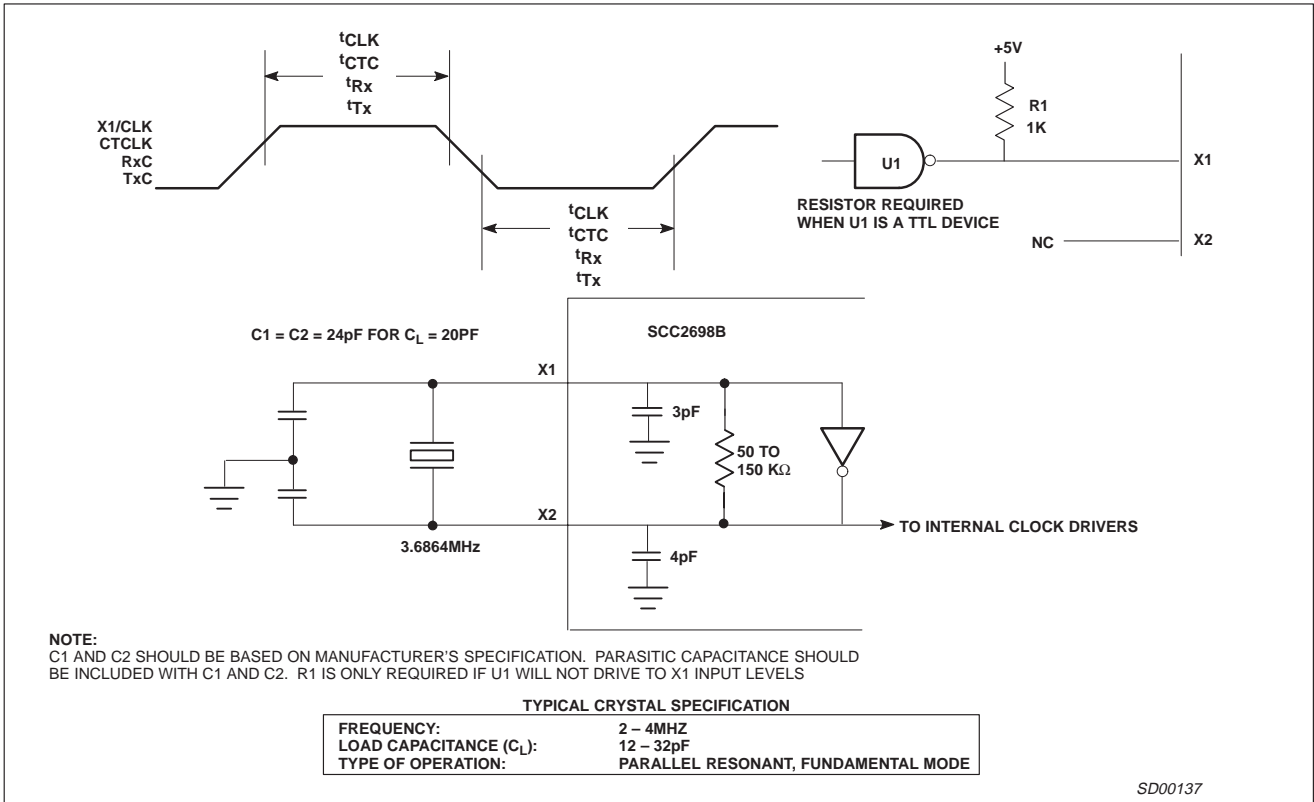 tCLK
tCTC
tRx
tTx
X1/CLK
CTCLK
RxC
TxC
tCLK
tCTC
tRx
tTx
+5V
R1
1K
U1
X1
RESISTOR REQUIRED
WHEN U1 IS A TTL DEVICE
NC
X2
C1 = C2 = 24pF FOR CL = 20PF
SCC2698B
X1
3pF
50 TO
150 KΩ
X2
TO INTERNAL CLOCK DRIVERS
3.6864MHz
4pF
NOTE:
C1 AND C2 SHOULD BE BASED ON MANUFACTURER'S SPECIFICATION. PARASITIC CAPACITANCE SHOULD
BE INCLUDED WITH C1 AND C2. R1 IS ONLY REQUIRED IF U1 WILL NOT DRIVE TO X1 INPUT LEVELS
TYPICAL CRYSTAL SPECIFICATION
FREQUENCY: 2 – 4MHZ
LOAD CAPACITANCE (CL): 12 – 32pF
TYPE OF OPERATION: PARALLEL RESONANT, FUNDAMENTAL MODE
SD00137